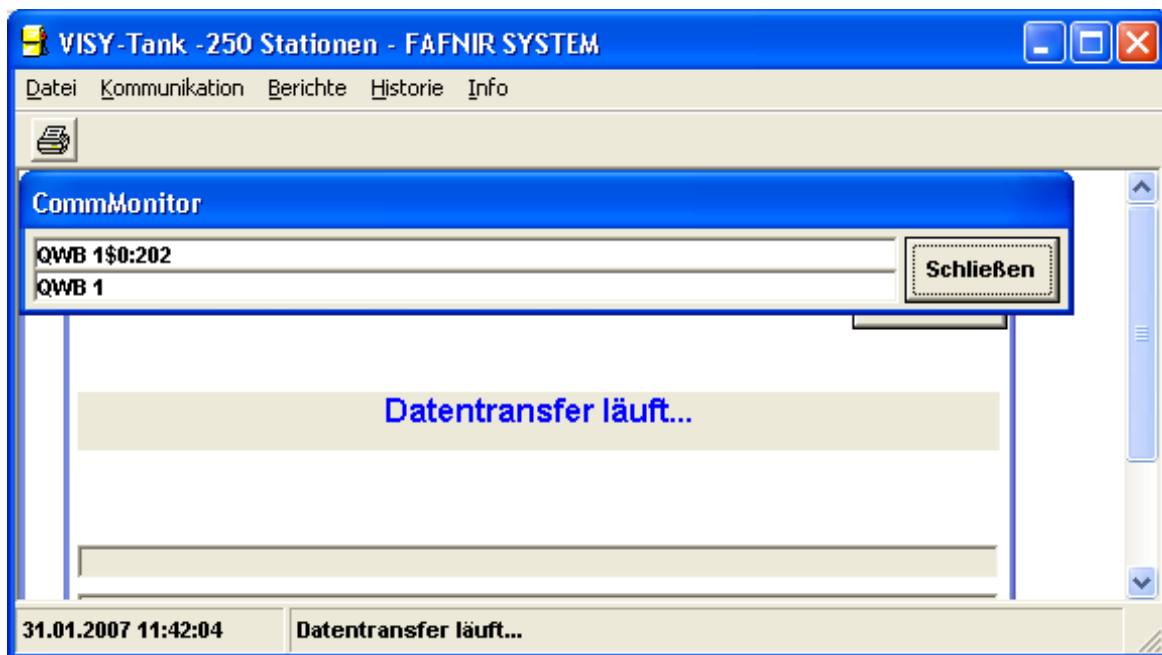 VISY-Tank -250 Stationen - FAFNIR SYSTEM
Datei Kommunikation Berichte Historie Info
CommMonitor
QWB 1$0:202
QWB 1
Schließen
Datentransfer läuft...
31.01.2007 11:42:04 Datentransfer läuft...